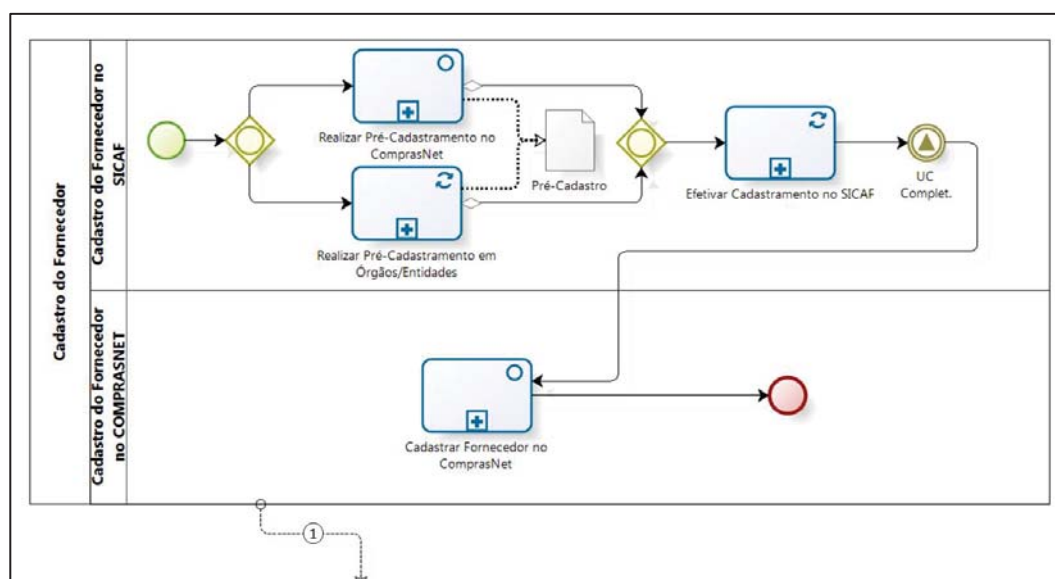 Cadastro do Fornecedor
Cadastro do Fornecedor no
SICAF
Realizar Pré-Cadastramento no
ComprasNet
Pré-Cadastro
Realizar Pré-Cadastramento em
Órgãos/Entidades
Efetivar Cadastramento no SICAF
UC
Complet.
Cadastro do Fornecedor
no COMPRASNET
Cadastrar Fornecedor no
ComprasNet
1